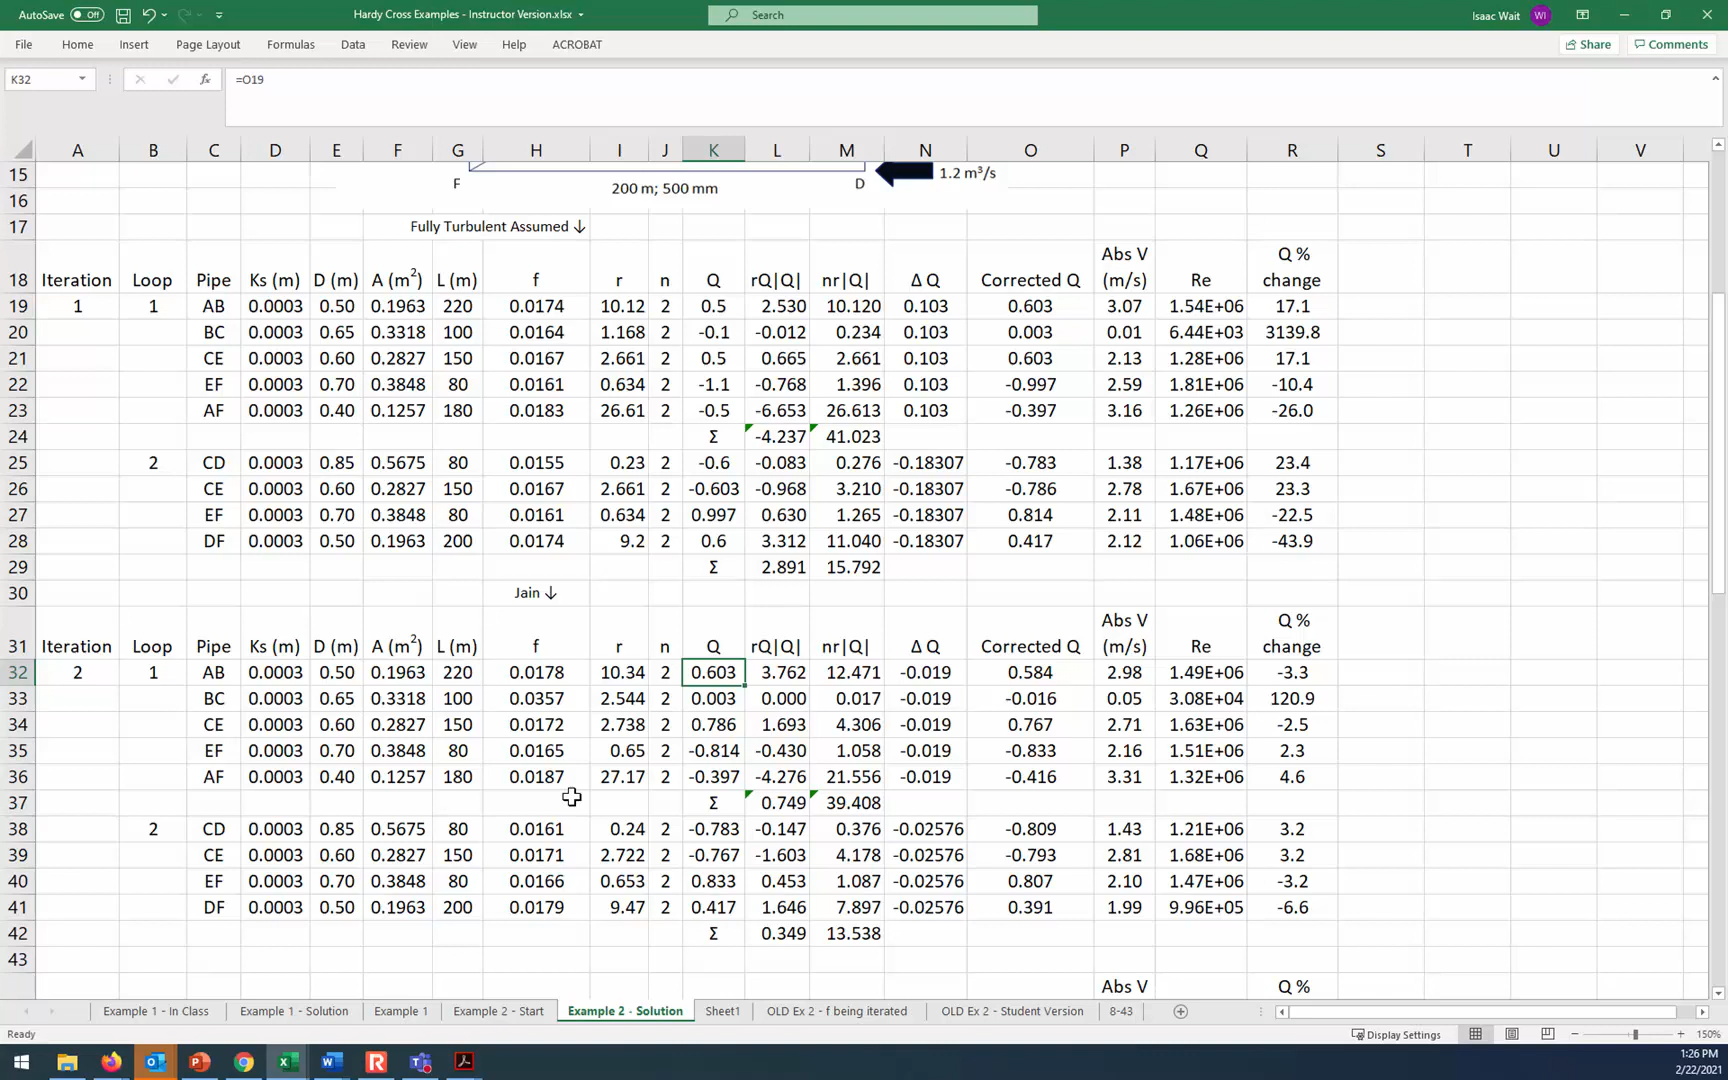 AutoSave Off Hardy Cross Examples - Instructor Version.xlsx Search Isaac Wait WI
File Home Insert Draw Page Layout Formulas Data Review View Help ACROBAT Share Comments
K32 fx =O19
A B C D E F G H I J K L M N O P Q R S T U V
15 F 200 m; 500 mm D 1.2 m³/s
16
17 Fully Turbulent Assumed ↓
Abs V Q %
18 Iteration Loop Pipe Ks (m) D (m) A (m²) L (m) f r n Q rQ|Q| nr|Q| Δ Q Corrected Q (m/s) Re change
19 1 1 AB 0.0003 0.50 0.1963 220 0.0174 10.12 2 0.5 2.530 10.120 0.103 0.603 3.07 1.54E+06 17.1
20 BC 0.0003 0.65 0.3318 100 0.0164 1.168 2 -0.1 -0.012 0.234 0.103 0.003 0.01 6.44E+03 3139.8
21 CE 0.0003 0.60 0.2827 150 0.0167 2.661 2 0.5 0.665 2.661 0.103 0.603 2.13 1.28E+06 17.1
22 EF 0.0003 0.70 0.3848 80 0.0161 0.634 2 -1.1 -0.768 1.396 0.103 -0.997 2.59 1.81E+06 -10.4
23 AF 0.0003 0.40 0.1257 180 0.0183 26.61 2 -0.5 -6.653 26.613 0.103 -0.397 3.16 1.26E+06 -26.0
24 Σ -4.237 41.023
25 2 CD 0.0003 0.85 0.5675 80 0.0155 0.23 2 -0.6 -0.083 0.276 -0.18307 -0.783 1.38 1.17E+06 23.4
26 CE 0.0003 0.60 0.2827 150 0.0167 2.661 2 -0.603 -0.968 3.210 -0.18307 -0.786 2.78 1.67E+06 23.3
27 EF 0.0003 0.70 0.3848 80 0.0161 0.634 2 0.997 0.630 1.265 -0.18307 0.814 2.11 1.48E+06 -22.5
28 DF 0.0003 0.50 0.1963 200 0.0174 9.2 2 0.6 3.312 11.040 -0.18307 0.417 2.12 1.06E+06 -43.9
29 Σ 2.891 15.792
30 Jain ↓
Abs V Q %
31 Iteration Loop Pipe Ks (m) D (m) A (m²) L (m) f r n Q rQ|Q| nr|Q| Δ Q Corrected Q (m/s) Re change
32 2 1 AB 0.0003 0.50 0.1963 220 0.0178 10.34 2 0.603 3.762 12.471 -0.019 0.584 2.98 1.49E+06 -3.3
33 BC 0.0003 0.65 0.3318 100 0.0357 2.544 2 0.003 0.000 0.017 -0.019 -0.016 0.05 3.08E+04 120.9
34 CE 0.0003 0.60 0.2827 150 0.0172 2.738 2 0.786 1.693 4.306 -0.019 0.767 2.71 1.63E+06 -2.5
35 EF 0.0003 0.70 0.3848 80 0.0165 0.65 2 -0.814 -0.430 1.058 -0.019 -0.833 2.16 1.51E+06 2.3
36 AF 0.0003 0.40 0.1257 180 0.0187 27.17 2 -0.397 -4.276 21.556 -0.019 -0.416 3.31 1.32E+06 4.6
37 Σ 0.749 39.408
38 2 CD 0.0003 0.85 0.5675 80 0.0161 0.24 2 -0.783 -0.147 0.376 -0.02576 -0.809 1.43 1.21E+06 3.2
39 CE 0.0003 0.60 0.2827 150 0.0171 2.722 2 -0.767 -1.603 4.178 -0.02576 -0.793 2.81 1.68E+06 3.2
40 EF 0.0003 0.70 0.3848 80 0.0166 0.653 2 0.833 0.453 1.087 -0.02576 0.807 2.10 1.47E+06 -3.2
41 DF 0.0003 0.50 0.1963 200 0.0179 9.47 2 0.417 1.646 7.897 -0.02576 0.391 1.99 9.96E+05 -6.6
42 Σ 0.349 13.538
43
Abs V Q %
Example 1 - In Class Example 1 - Solution Example 1 Example 2 - Start Example 2 - Solution Sheet1 OLD Ex 2 - f being iterated OLD Ex 2 - Student Version 8-43
Ready Display Settings 150%
1:26 PM
2/22/2021